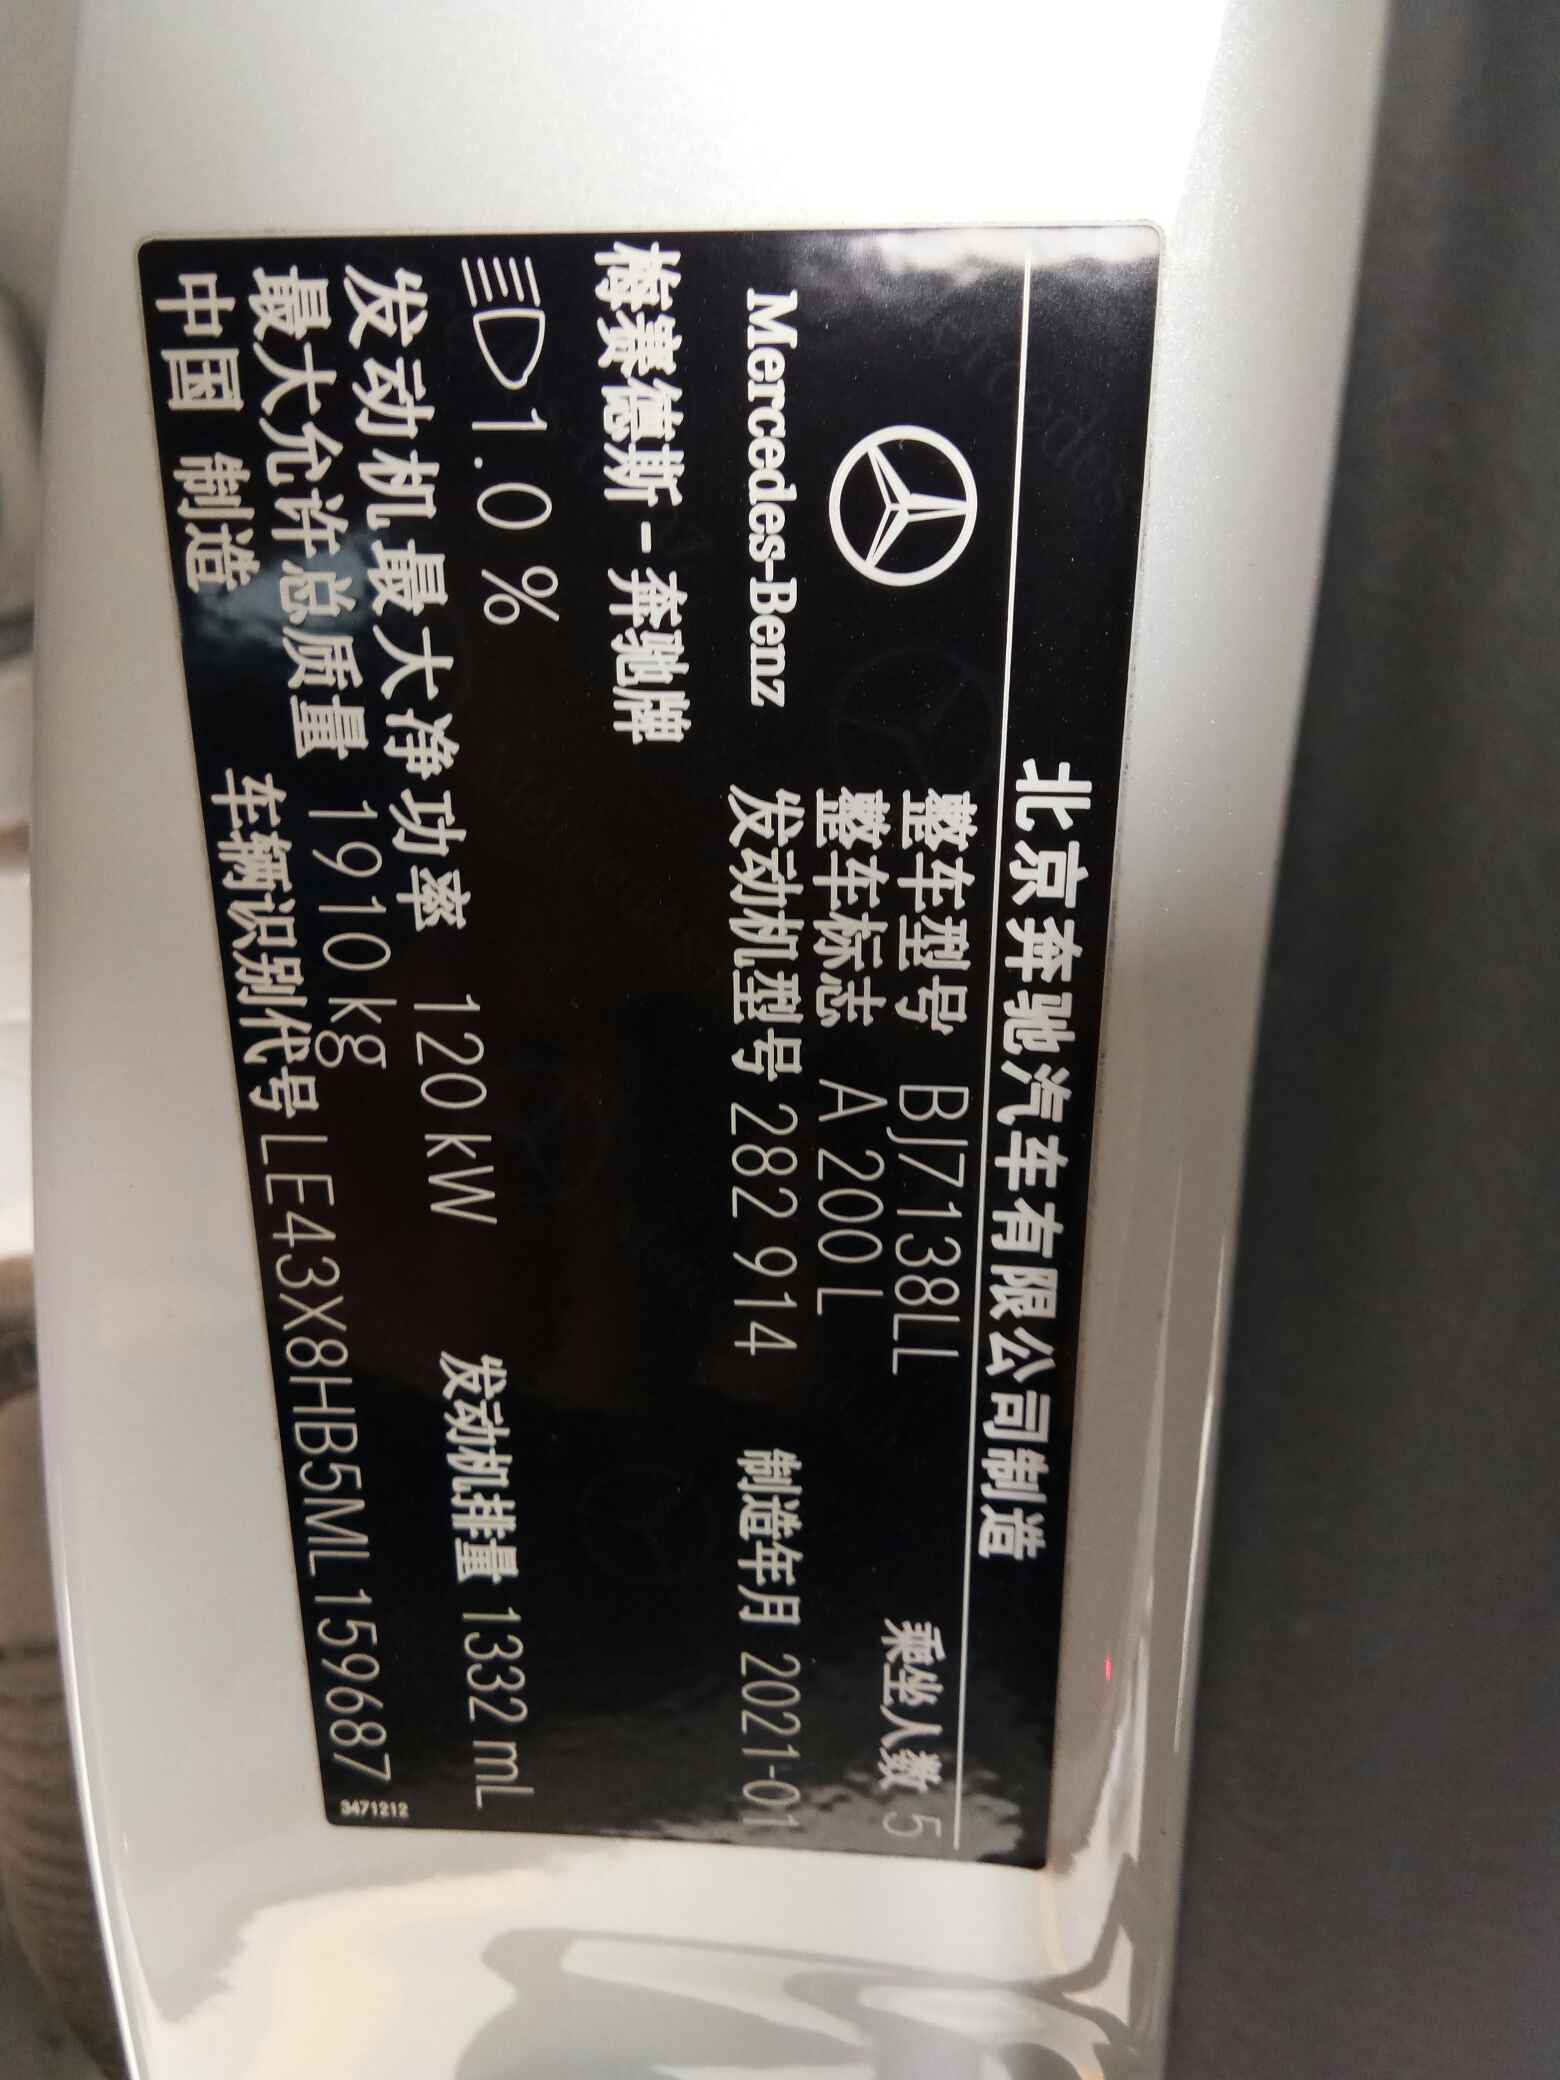 北京奔驰汽车有限公司制造
整车型号 BJ7138LL 乘坐人数 5
整车标志 A 200 L
Mercedes-Benz 发动机型号 282 914 制造年月 2021-01
梅赛德斯-奔驰牌
1.0%
发动机最大净功率 120 kW 发动机排量 1332 mL
最大允许总质量 1910 kg
中国 制造 车辆识别代号 LE43X8HB5ML159687
3471212